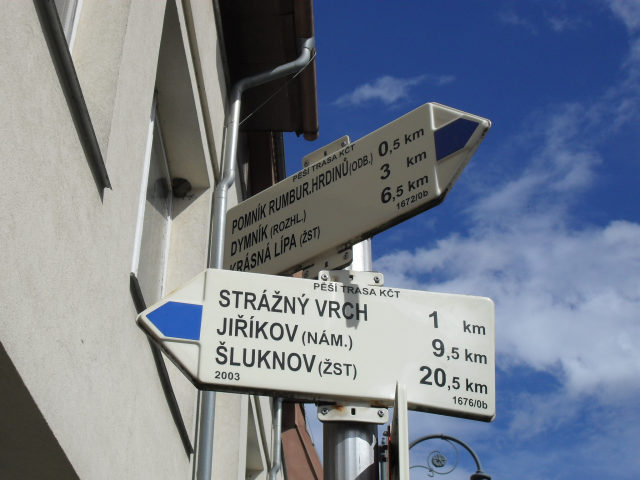 PĚŠÍ TRASA KČT
POMNÍK RUMBUR.HRDINŮ(ODB.) 0,5 km
DYMNÍK (ROZHL.) 3 km
KRÁSNÁ LÍPA (ŽST) 6,5 km
1672/0b
PĚŠÍ TRASA KČT
STRÁŽNÝ VRCH 1 km
JIŘÍKOV (NÁM.) 9,5 km
ŠLUKNOV (ŽST) 20,5 km
2003 1676/0b